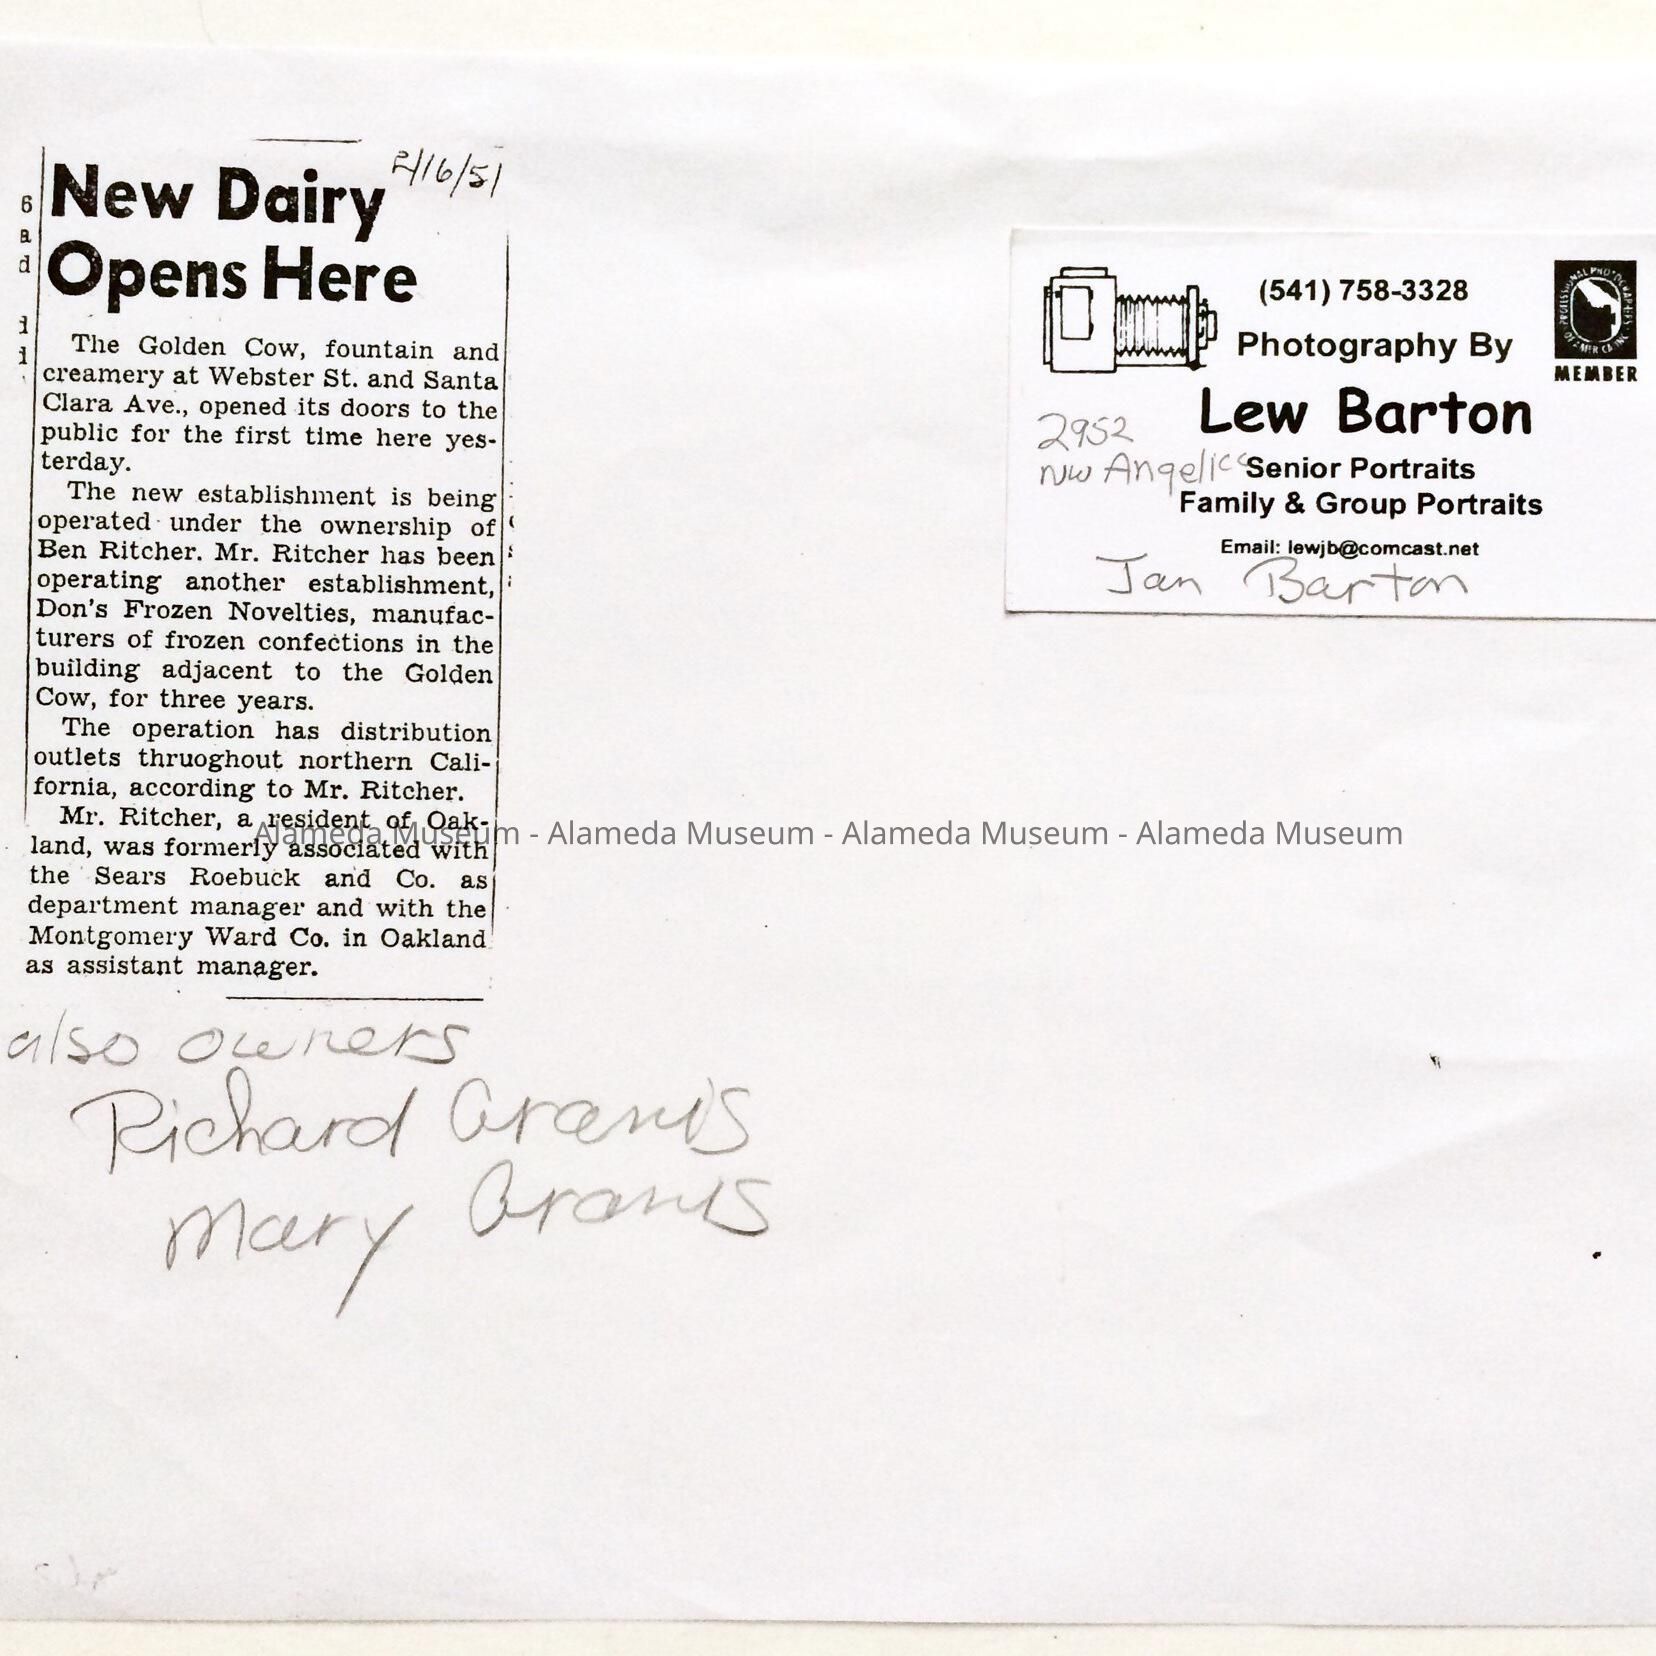 2/16/51
New Dairy
Opens Here
6
a
d
The Golden Cow, fountain and
creamery at Webster St. and Santa
Clara Ave., opened its doors to the
public for the first time here yes-
terday.
The new establishment is being
operated under the ownership of
Ben Ritcher. Mr. Ritcher has been
operating another establishment,
Don's Frozen Novelties, manufac-
turers of frozen confections in the
building adjacent to the Golden
Cow, for three years.
The operation has distribution
outlets thruoghout northern Cali-
fornia, according to Mr. Ritcher.
Mr. Ritcher, a resident of Oak-
land, was formerly associated with
the Sears Roebuck and Co. as
department manager and with the
Montgomery Ward Co. in Oakland
as assistant manager.
also owners
Richard
Mary
(541) 758-3328
Photography By
Lew Barton
2952
NW Angelica
Senior Portraits
Family & Group Portraits
Email: lewjb@comcast.net
Jan Barton
PROFESSIONAL PHOTOGRAPHERS OF AMERICA INC
MEMBER
Alameda Museum - Alameda Museum - Alameda Museum - Alameda Museum